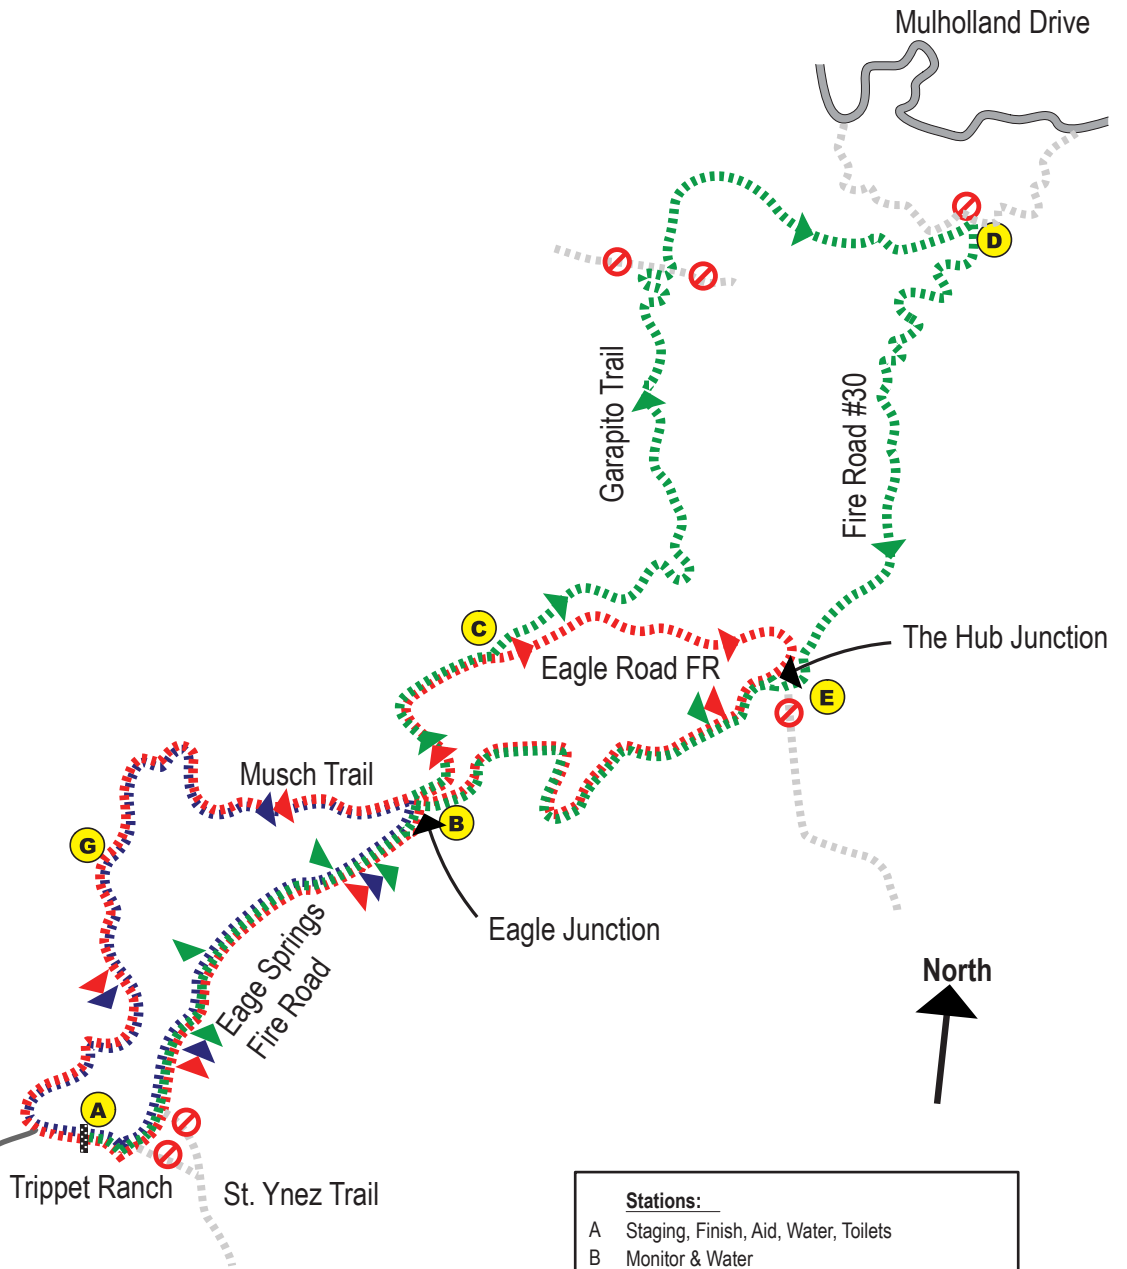 Mulholland Drive
D
Garapito Trail
Fire Road #30
C
The Hub Junction
Eagle Road FR
E
Musch Trail
B
G
Eagle Junction
Eage Springs
Fire Road
North
A
Trippet Ranch
St. Ynez Trail
Stations:
A Staging, Finish, Aid, Water, Toilets
B Monitor & Water